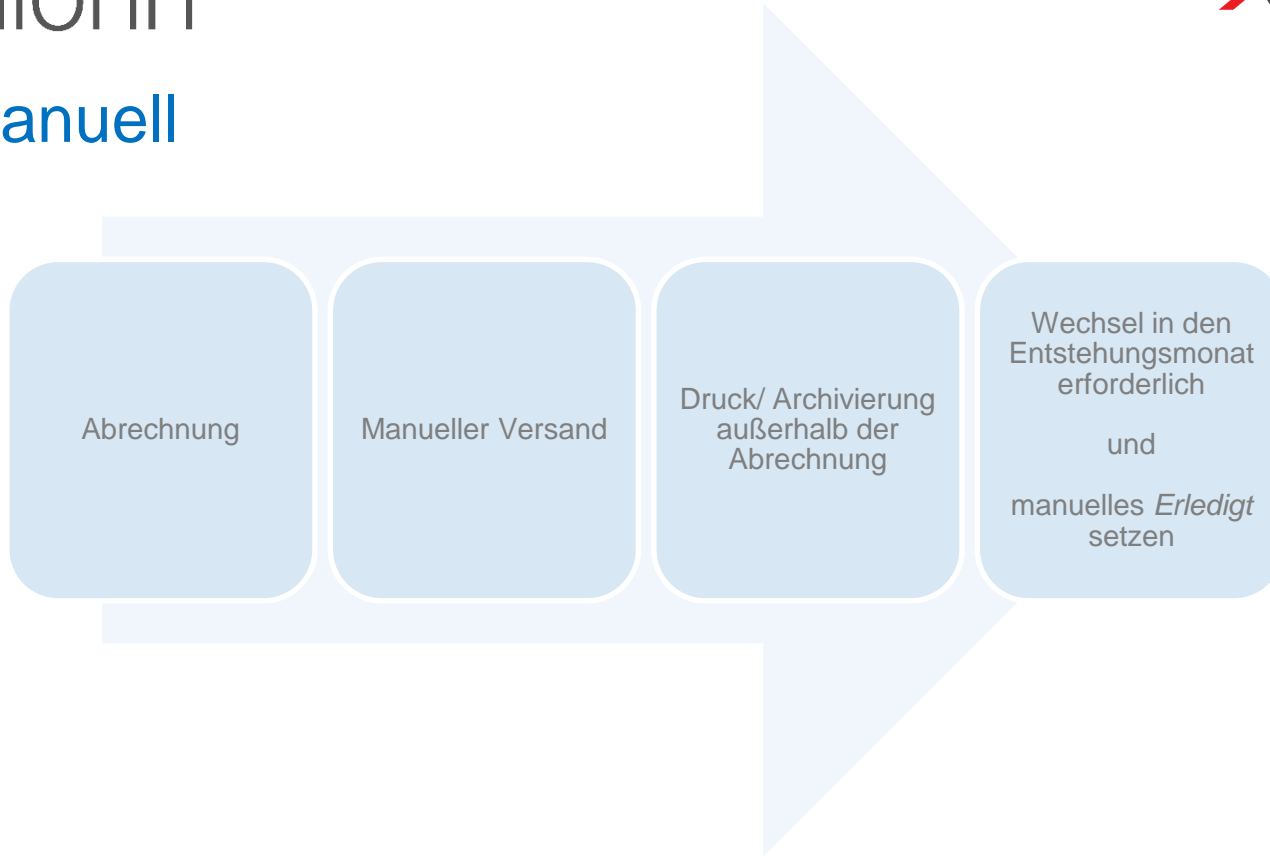 anuell
Abrechnung
Manueller Versand
Druck/ Archivierung
außerhalb der
Abrechnung
Wechsel in den
Entstehungsmonat
erforderlich
und
manuelles Erledigt
setzen